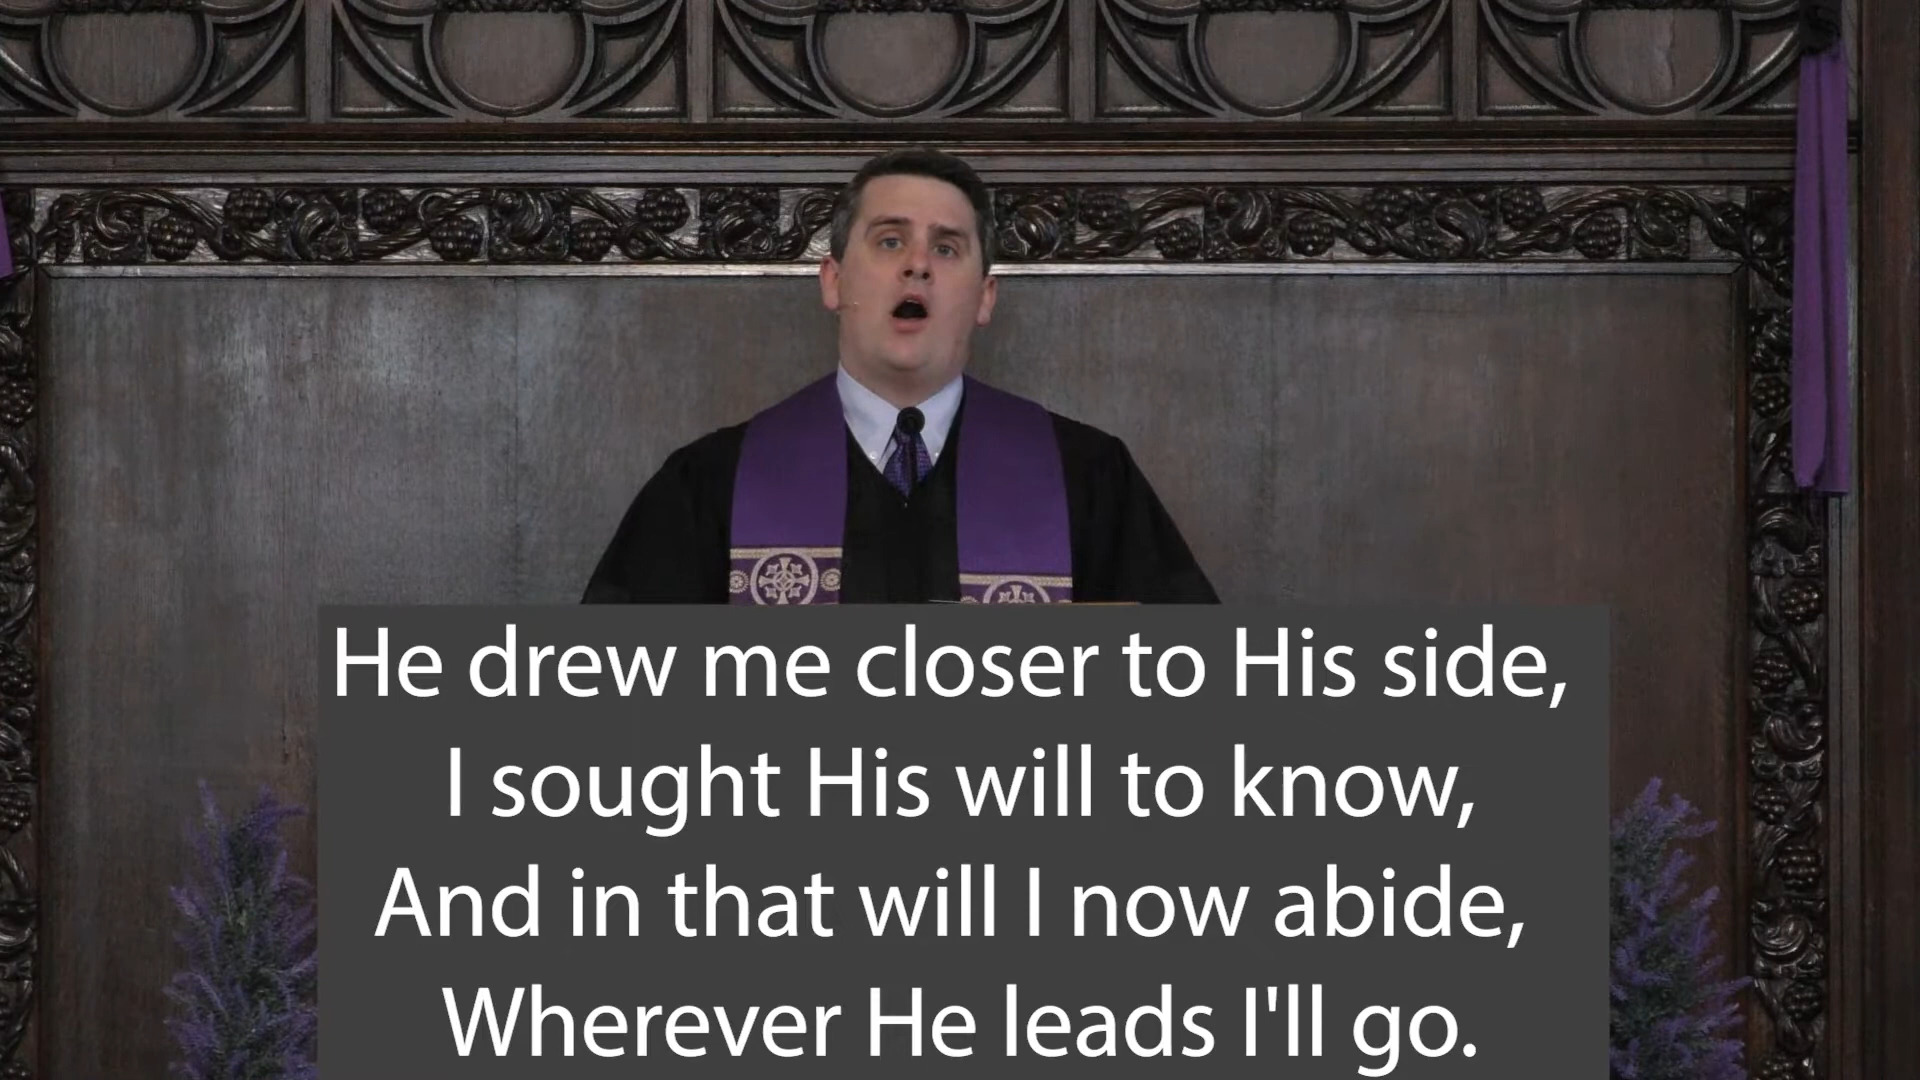 He drew me closer to His side,
I sought His will to know,
And in that will I now abide,
Wherever He leads I'll go.